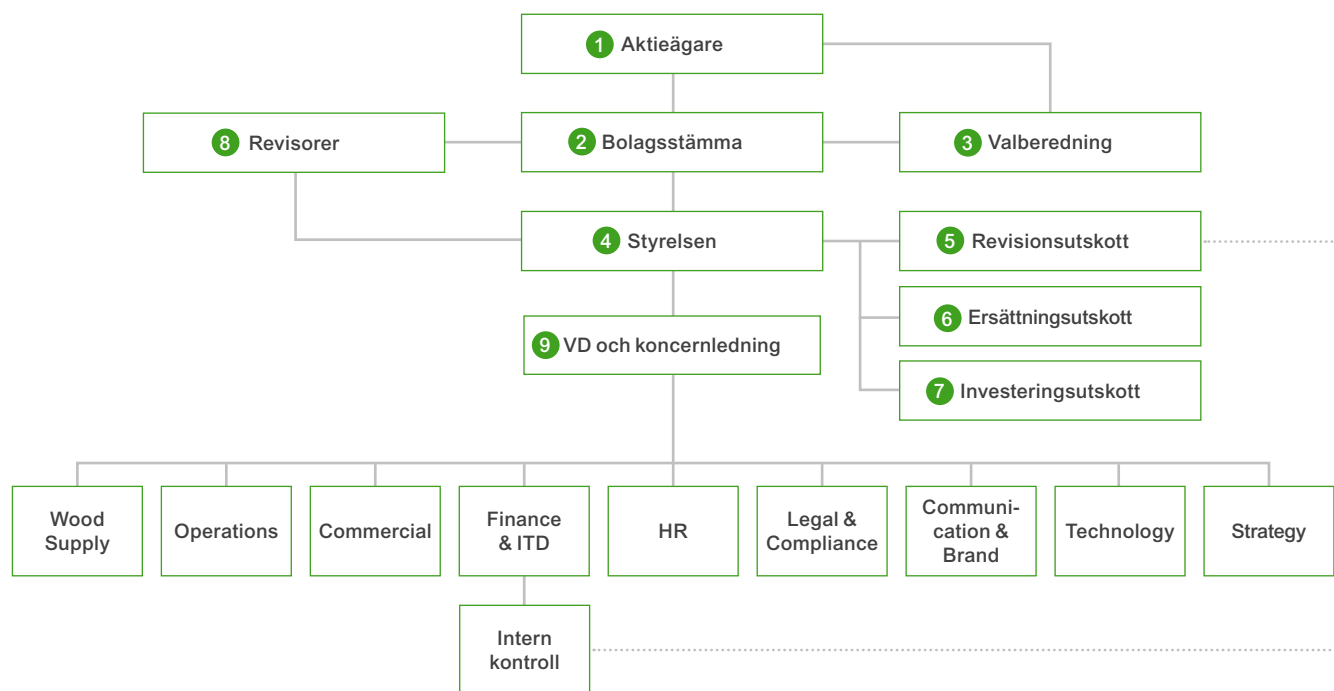 1 Aktieägare
8 Revisorer
2 Bolagsstämma
3 Valberedning
4 Styrelsen
5 Revisionsutskott
6 Ersättningsutskott
9 VD och koncernledning
7 Investeringsutskott
Wood
Supply
Operations
Commercial
Finance
& ITD
HR
Legal &
Compliance
Communi-
cation &
Brand
Technology
Strategy
Intern
kontroll